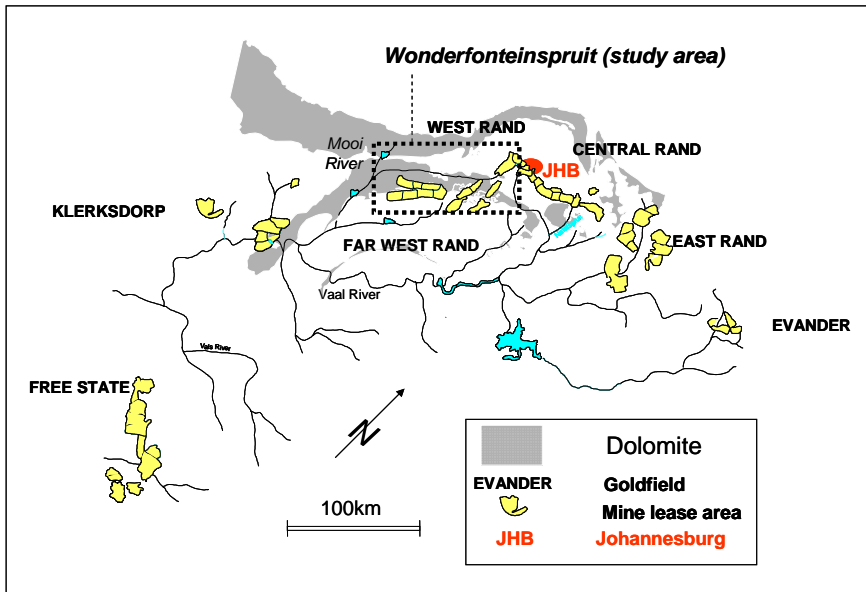 Wonderfonteinspruit (study area)
WEST RAND
Mooi
River
CENTRAL RAND
JHB
KLERKSDORP
EAST RAND
FAR WEST RAND
Vaal River
EVANDER
Vals River
FREE STATE
N
100km
Dolomite
EVANDER Goldfield
Mine lease area
JHB Johannesburg